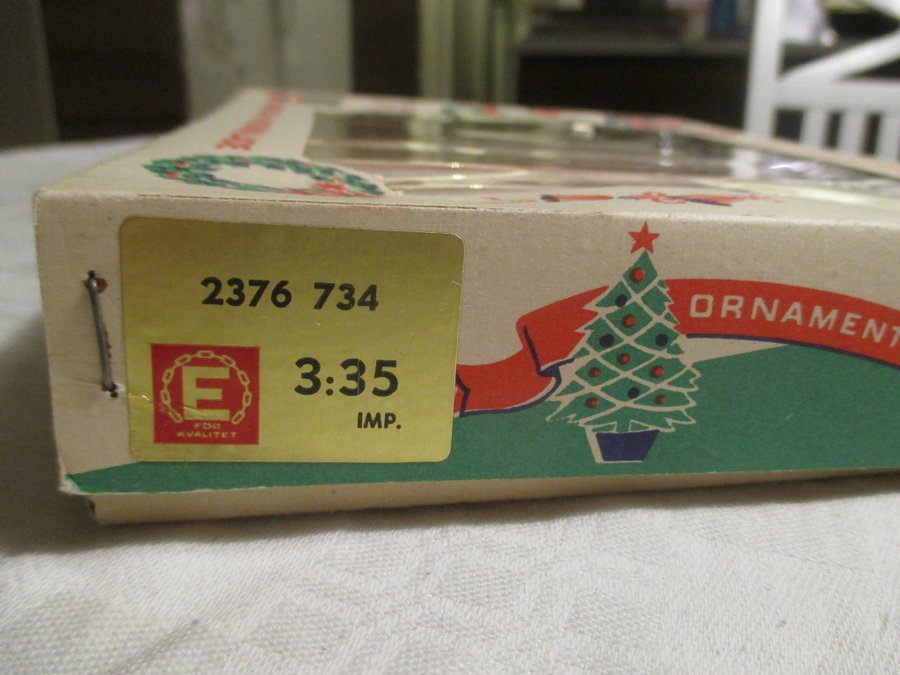 2376 734
3:35
IMP.
E
FÖR
KVALITET
ORNAMENT